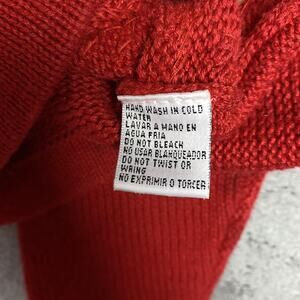 HAND WASH IN COLD
WATER
LAVAR A MANO EN
AGUA FRIA
DO NOT BLEACH
NO USAR BLANQUEADOR
DO NOT TWIST OR
WRING
NO EXPRIMIR O TORCER